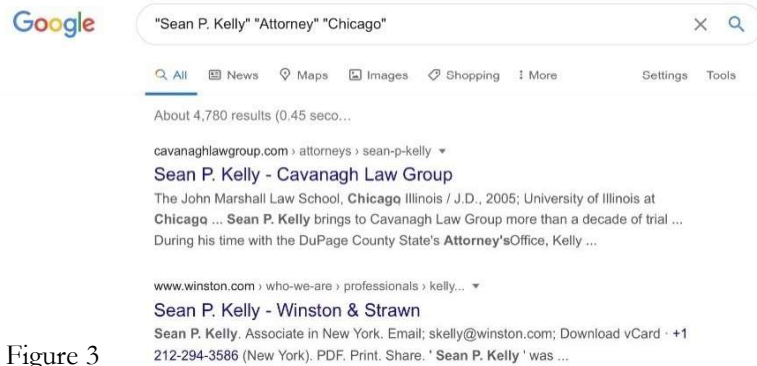 Google
"Sean P. Kelly" "Attorney" "Chicago"
All News Maps Images Shopping More Settings Tools
About 4,780 results (0.45 seco...
cavanaghlawgroup.com › attorneys › sean-p-kelly
Sean P. Kelly - Cavanagh Law Group
The John Marshall Law School, Chicago Illinois / J.D., 2005; University of Illinois at
Chicago ... Sean P. Kelly brings to Cavanagh Law Group more than a decade of trial ...
During his time with the DuPage County State's Attorney'sOffice, Kelly ...
www.winston.com › who-we-are › professionals › kelly...
Sean P. Kelly - Winston & Strawn
Sean P. Kelly. Associate in New York. Email; skelly@winston.com; Download vCard · +1
212-294-3586 (New York). PDF. Print. Share. ' Sean P. Kelly ' was ...
Figure 3